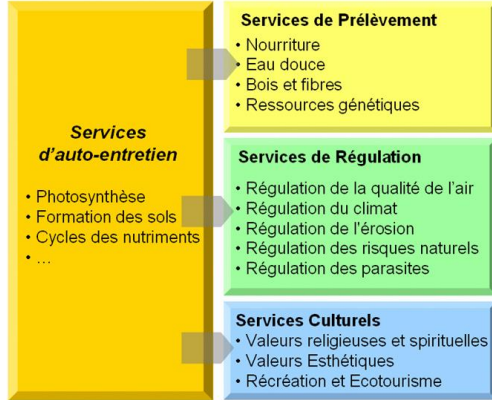 Services
d'auto-entretien
• Photosynthèse
• Formation des sols
• Cycles des nutriments
• ...
Services de Prélèvement
• Nourriture
• Eau douce
• Bois et fibres
• Ressources génétiques
Services de Régulation
• Régulation de la qualité de l'air
• Régulation du climat
• Régulation de l'érosion
• Régulation des risques naturels
• Régulation des parasites
Services Culturels
• Valeurs religieuses et spirituelles
• Valeurs Esthétiques
• Récréation et Ecotourisme